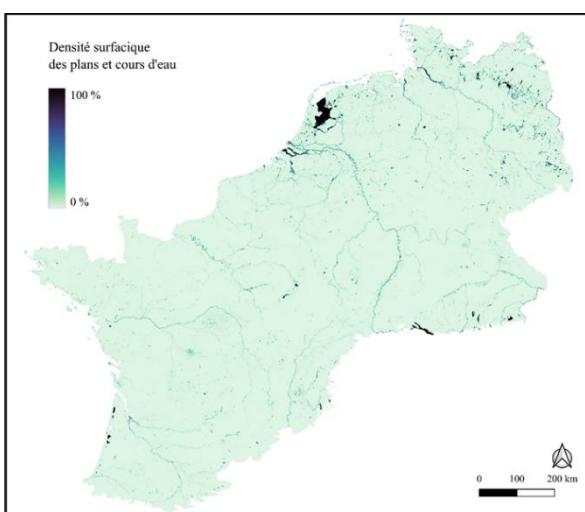 Densité surfacique
des plans et cours d'eau
100 %
0 %
0 100 200 km